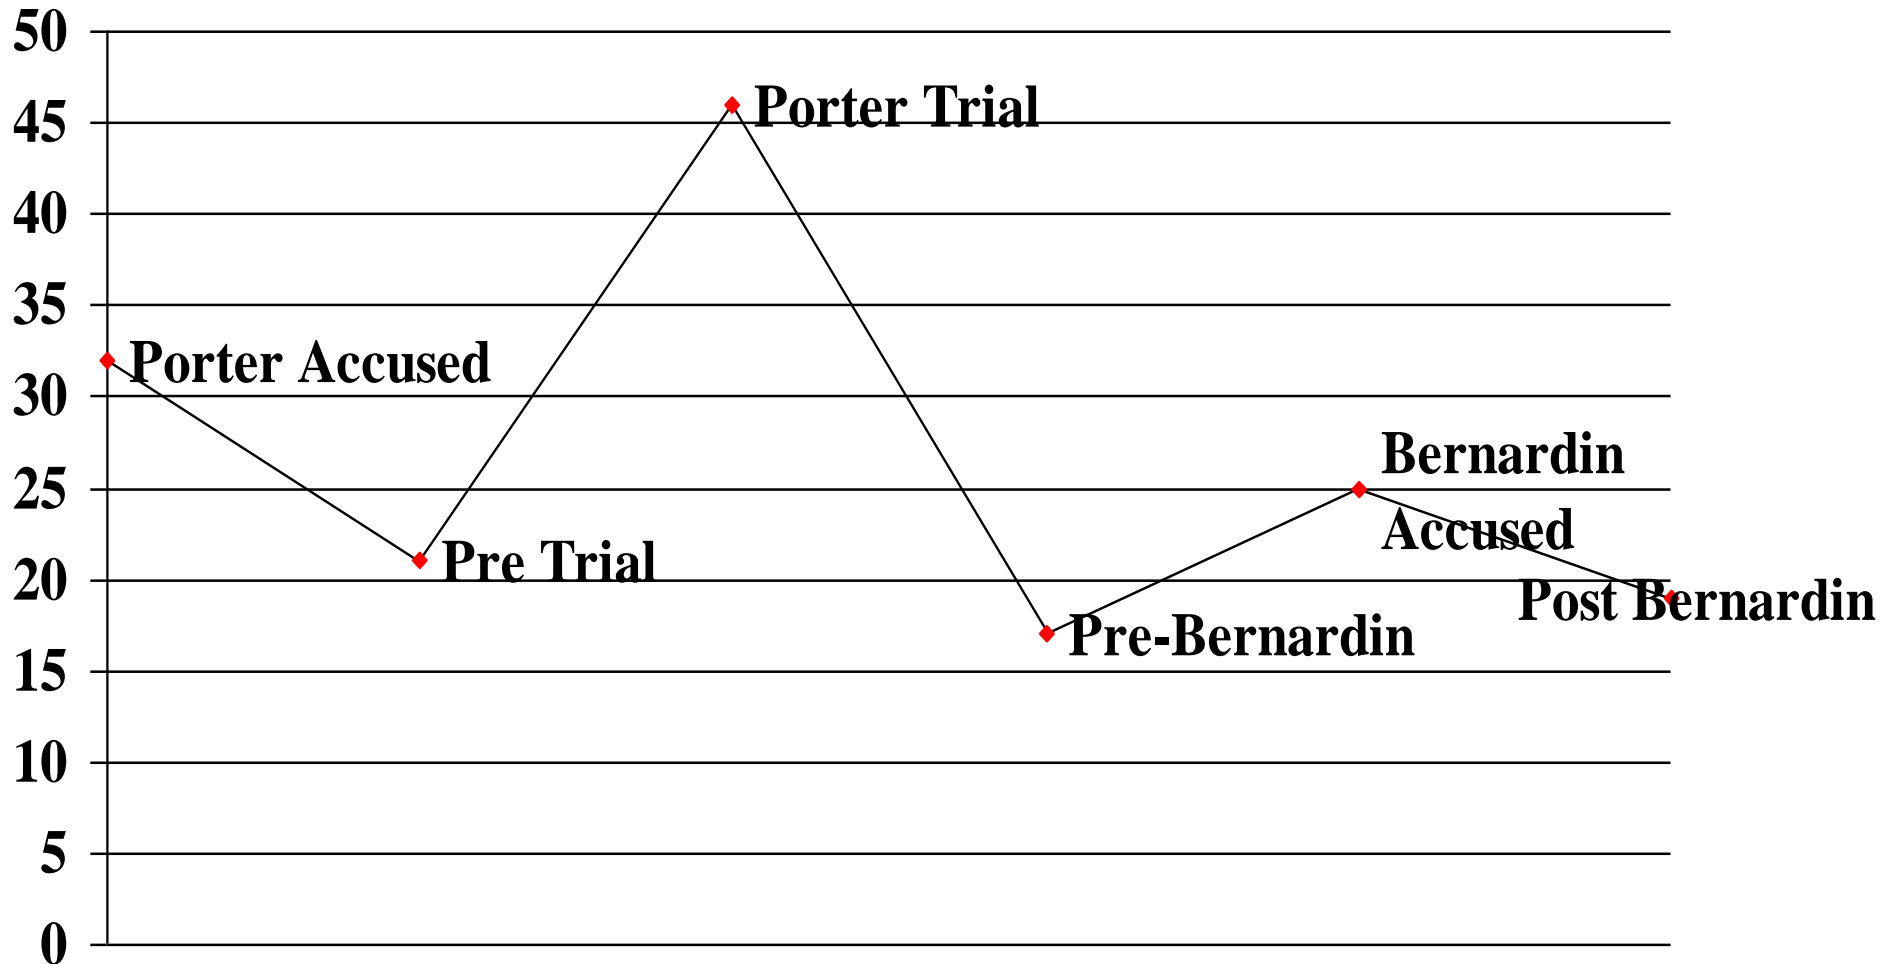 50
45
Porter Trial
40
35
Porter Accused
30
Bernardin
25
Accused
Pre Trial
20
Post Bernardin
Pre-Bernardin
15
10
5
0